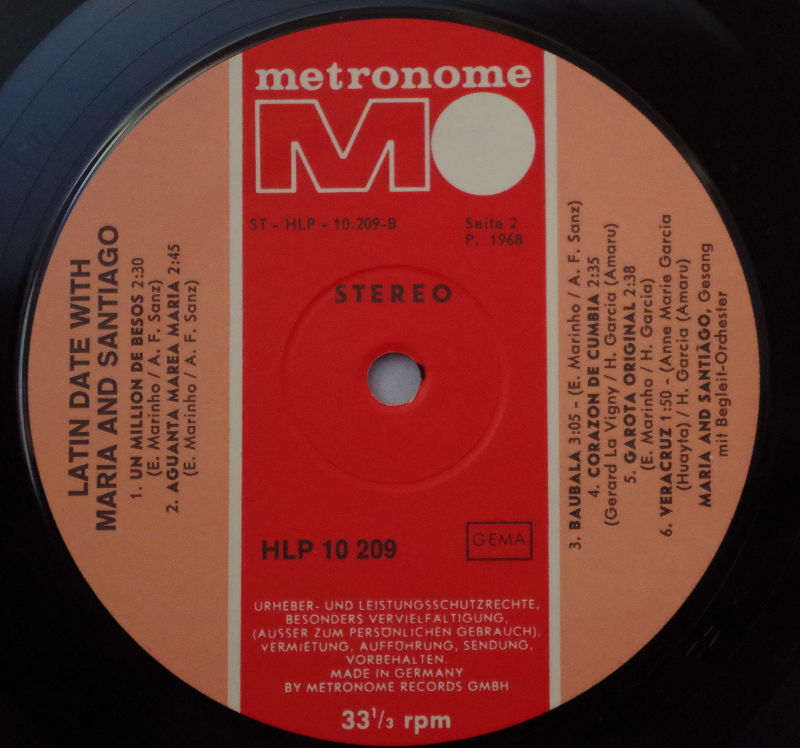 metronome
MO
ST - HLP - 10.209-B
Seite 2
P. 1968
STEREO
LATIN DATE WITH
MARIA AND SANTIAGO
1. UN MILLION DE BESOS 2:30
(E. Marinho / A. F. Sanz)
2. AGUANTA MAREA MARIA 2:45
(E. Marinho / A. F. Sanz)
3. BAUBALA 3:05 - (E. Marinho / A. F. Sanz)
4. CORAZON DE CUMBIA 2:35
(Gerard La Vigny / H. Garcia (Amaru)
5. GAROTA ORIGINAL 2:38
(E. Marinho / H. Garcia)
6. VERACRUZ 1:50 - (Anne Marie Garcia
(Huayta) / H. Garcia (Amaru)
MARIA AND SANTIAGO, Gesang
mit Begleit-Orchester
HLP 10 209
GEMA
URHEBER- UND LEISTUNGSSCHUTZRECHTE,
BESONDERS VERVIELFÄLTIGUNG,
(AUSSER ZUM PERSÖNLICHEN GEBRAUCH),
VERMIETUNG, AUFFÜHRUNG, SENDUNG,
VORBEHALTEN.
MADE IN GERMANY
BY METRONOME RECORDS GMBH
33 1/3 rpm